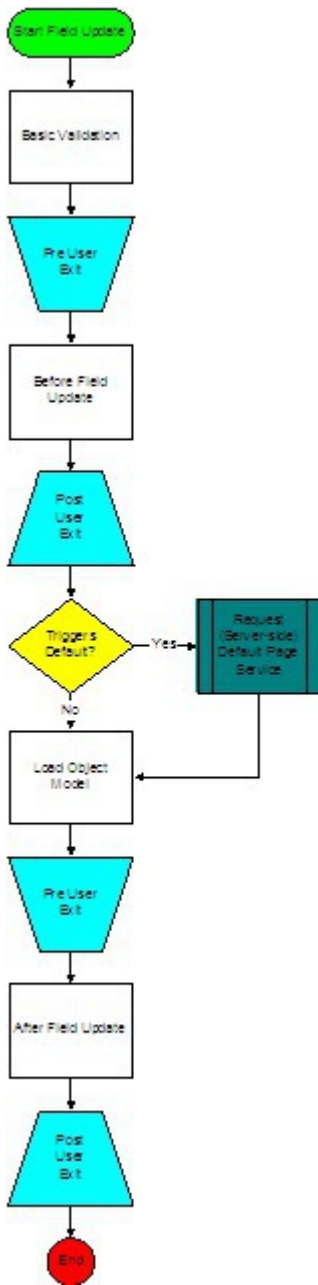 Start Field Update
Basic Validation
Pre User
Exit
Before Field
Update
Post
User
Exit
Triggers
Default?
Yes
Request
(Server-side)
Default Page
Service
No
Load Object
Model
Pre User
Exit
After Field Update
Post
User
Exit
End